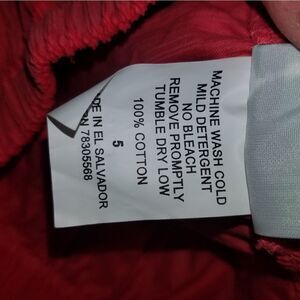 MACHINE WASH COLD
MILD DETERGENT
NO BLEACH
REMOVE PROMPTLY
TUMBLE DRY LOW
100% COTTON
5
DE IN EL SALVADOR
N 78305568